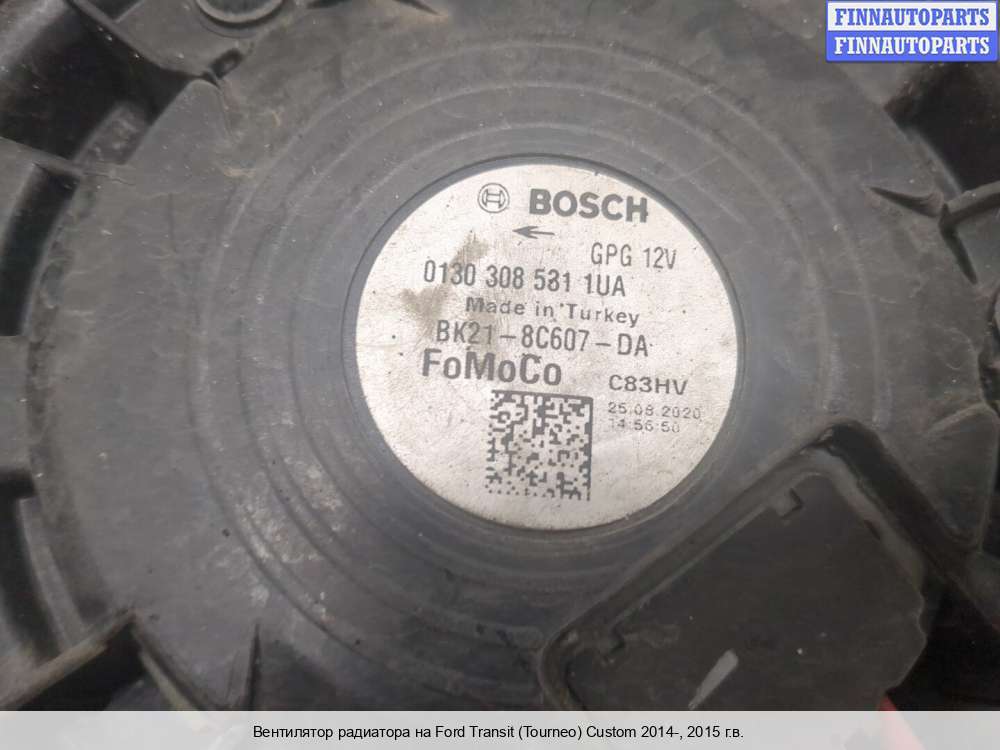 FINNAUTOPARTS
FINNAUTOPARTS
BOSCH
GPG 12V
0130 308 531 1UA
Made in Turkey
BK21-8C607-DA
FoMoCo
C83HV
25.08.2020
14:56:50
Вентилятор радиатора на Ford Transit (Tourneo) Custom 2014-, 2015 г.в.